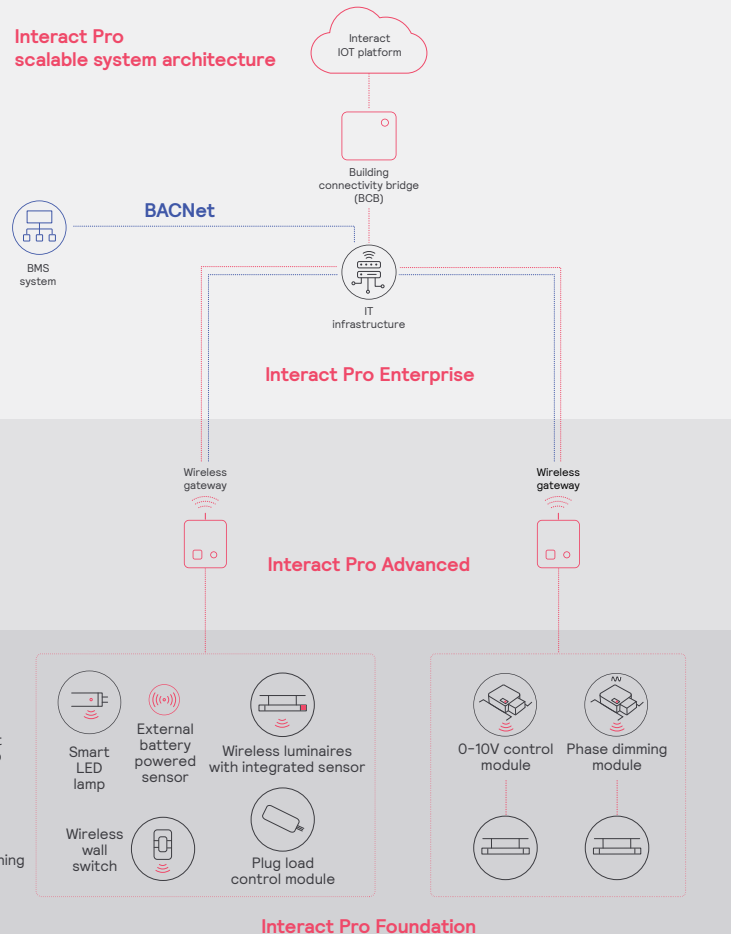 Interact Pro
scalable system architecture
Interact
IOT platform
Building
connectivity bridge
(BCB)
BACNet
BMS
system
IT
infrastructure
Interact Pro Enterprise
Wireless
gateway
Wireless
gateway
Interact Pro Advanced
Smart
LED
lamp
External
battery
powered
sensor
Wireless luminaires
with integrated sensor
0-10V control
module
Phase dimming
module
Wireless
wall
switch
Plug load
control module
Interact Pro Foundation